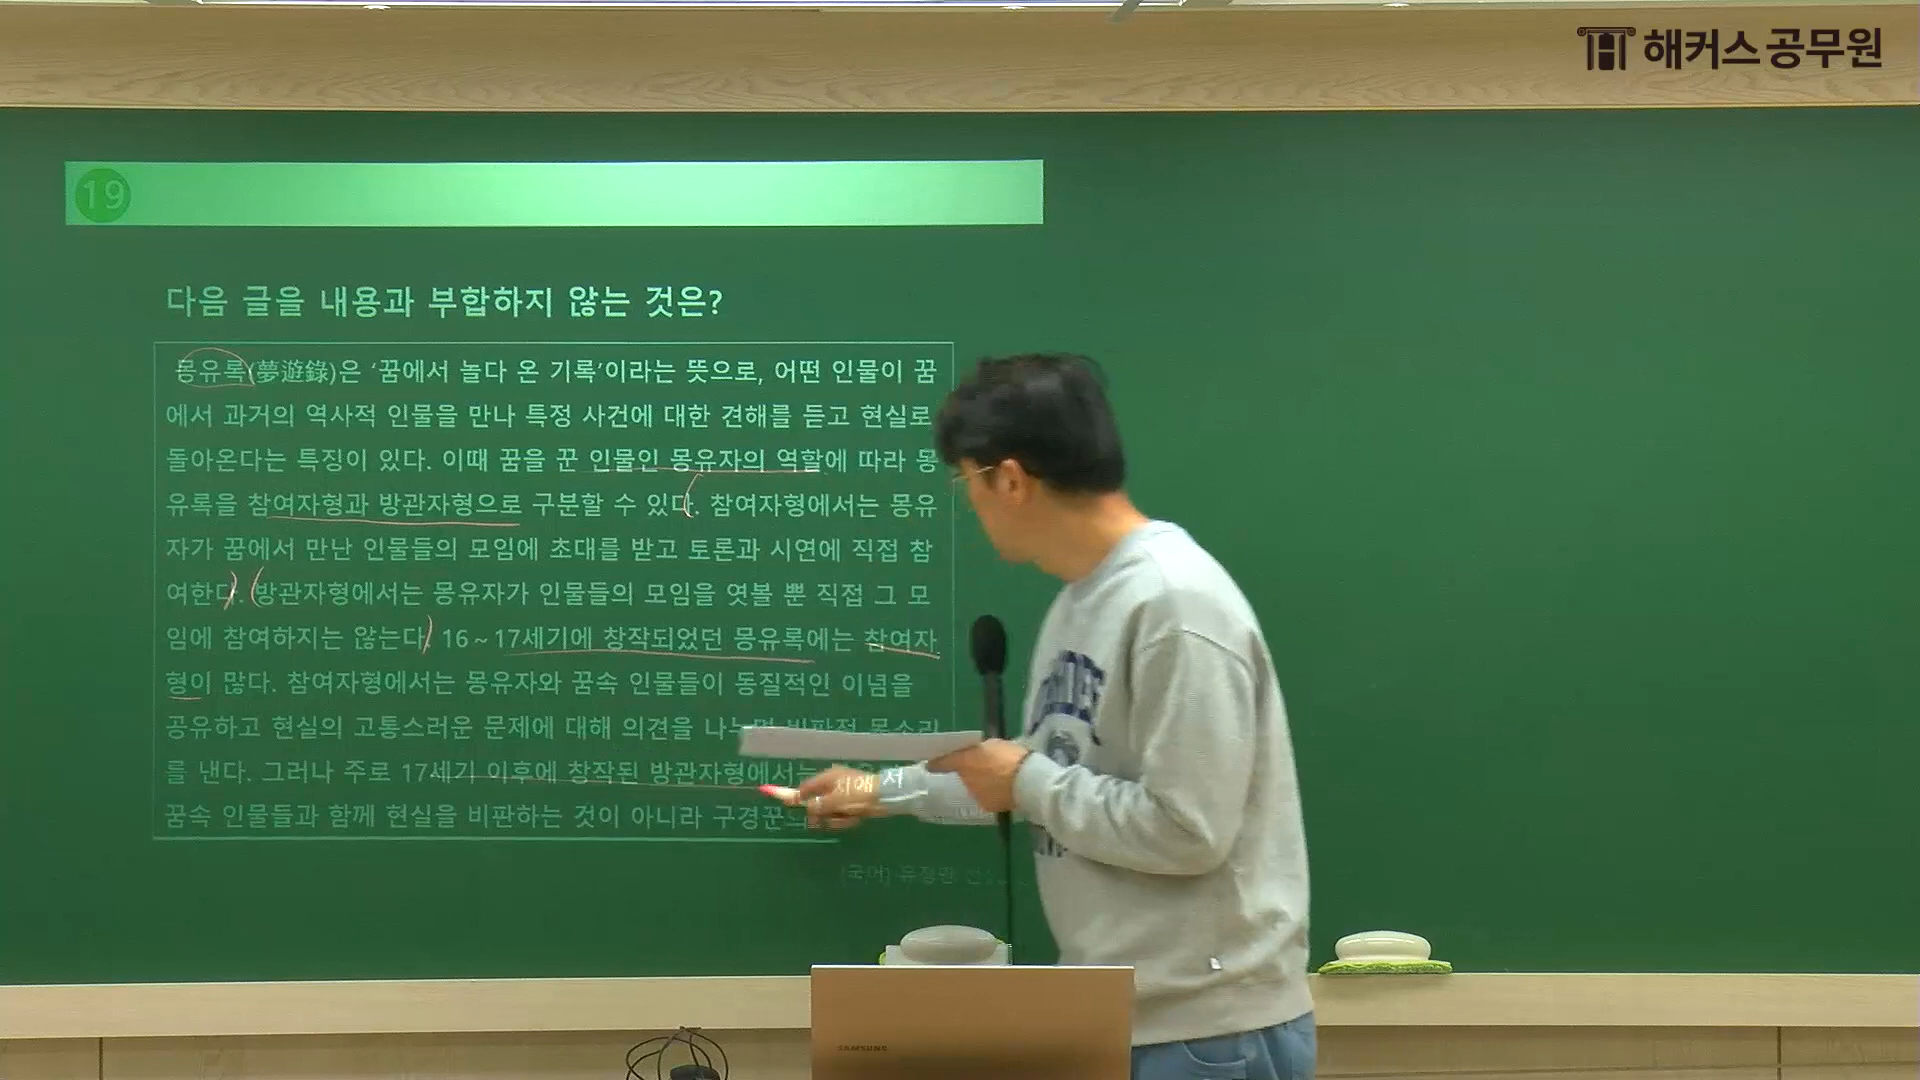 해커스공무원
19
다음 글을 내용과 부합하지 않는 것은?
몽유록(夢遊錄)은 ‘꿈에서 놀다 온 기록’이라는 뜻으로, 어떤 인물이 꿈
에서 과거의 역사적 인물을 만나 특정 사건에 대한 견해를 듣고 현실로
돌아온다는 특징이 있다. 이때 꿈을 꾼 인물인 몽유자의 역할에 따라 몽
유록을 참여자형과 방관자형으로 구분할 수 있다. 참여자형에서는 몽유
자가 꿈에서 만난 인물들의 모임에 초대를 받고 토론과 시연에 직접 참
여한다. 방관자형에서는 몽유자가 인물들의 모임을 엿볼 뿐 직접 그 모
임에 참여하지는 않는다. 16~17세기에 창작되었던 몽유록에는 참여자
형이 많다. 참여자형에서는 몽유자와 꿈속 인물들이 동질적인 이념을
공유하고 현실의 고통스러운 문제에 대해 의견을 나누며 비판적 목소리
를 낸다. 그러나 주로 17세기 이후에 창작된 방관자형에서는
꿈속 인물들과 함께 현실을 비판하는 것이 아니라 구경꾼
SAMSUNG